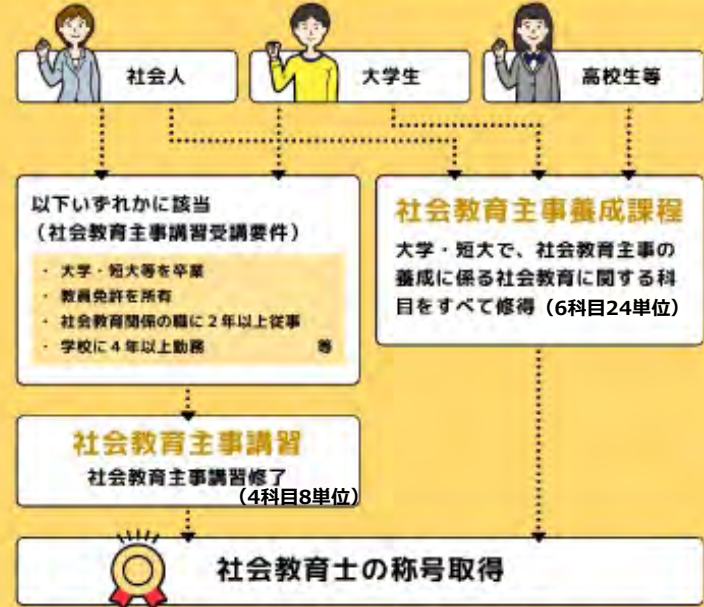 社会人
大学生
高校生等
以下いずれかに該当
（社会教育主事講習受講要件）
・ 大学・短大等を卒業
・ 教員免許を所有
・ 社会教育関係の職に２年以上従事
・ 学校に４年以上勤務 等
社会教育主事養成課程
大学・短大で、社会教育主事の
養成に係る社会教育に関する科
目をすべて修得（6科目24単位）
社会教育主事講習
社会教育主事講習修了
（4科目8単位）
社会教育士の称号取得